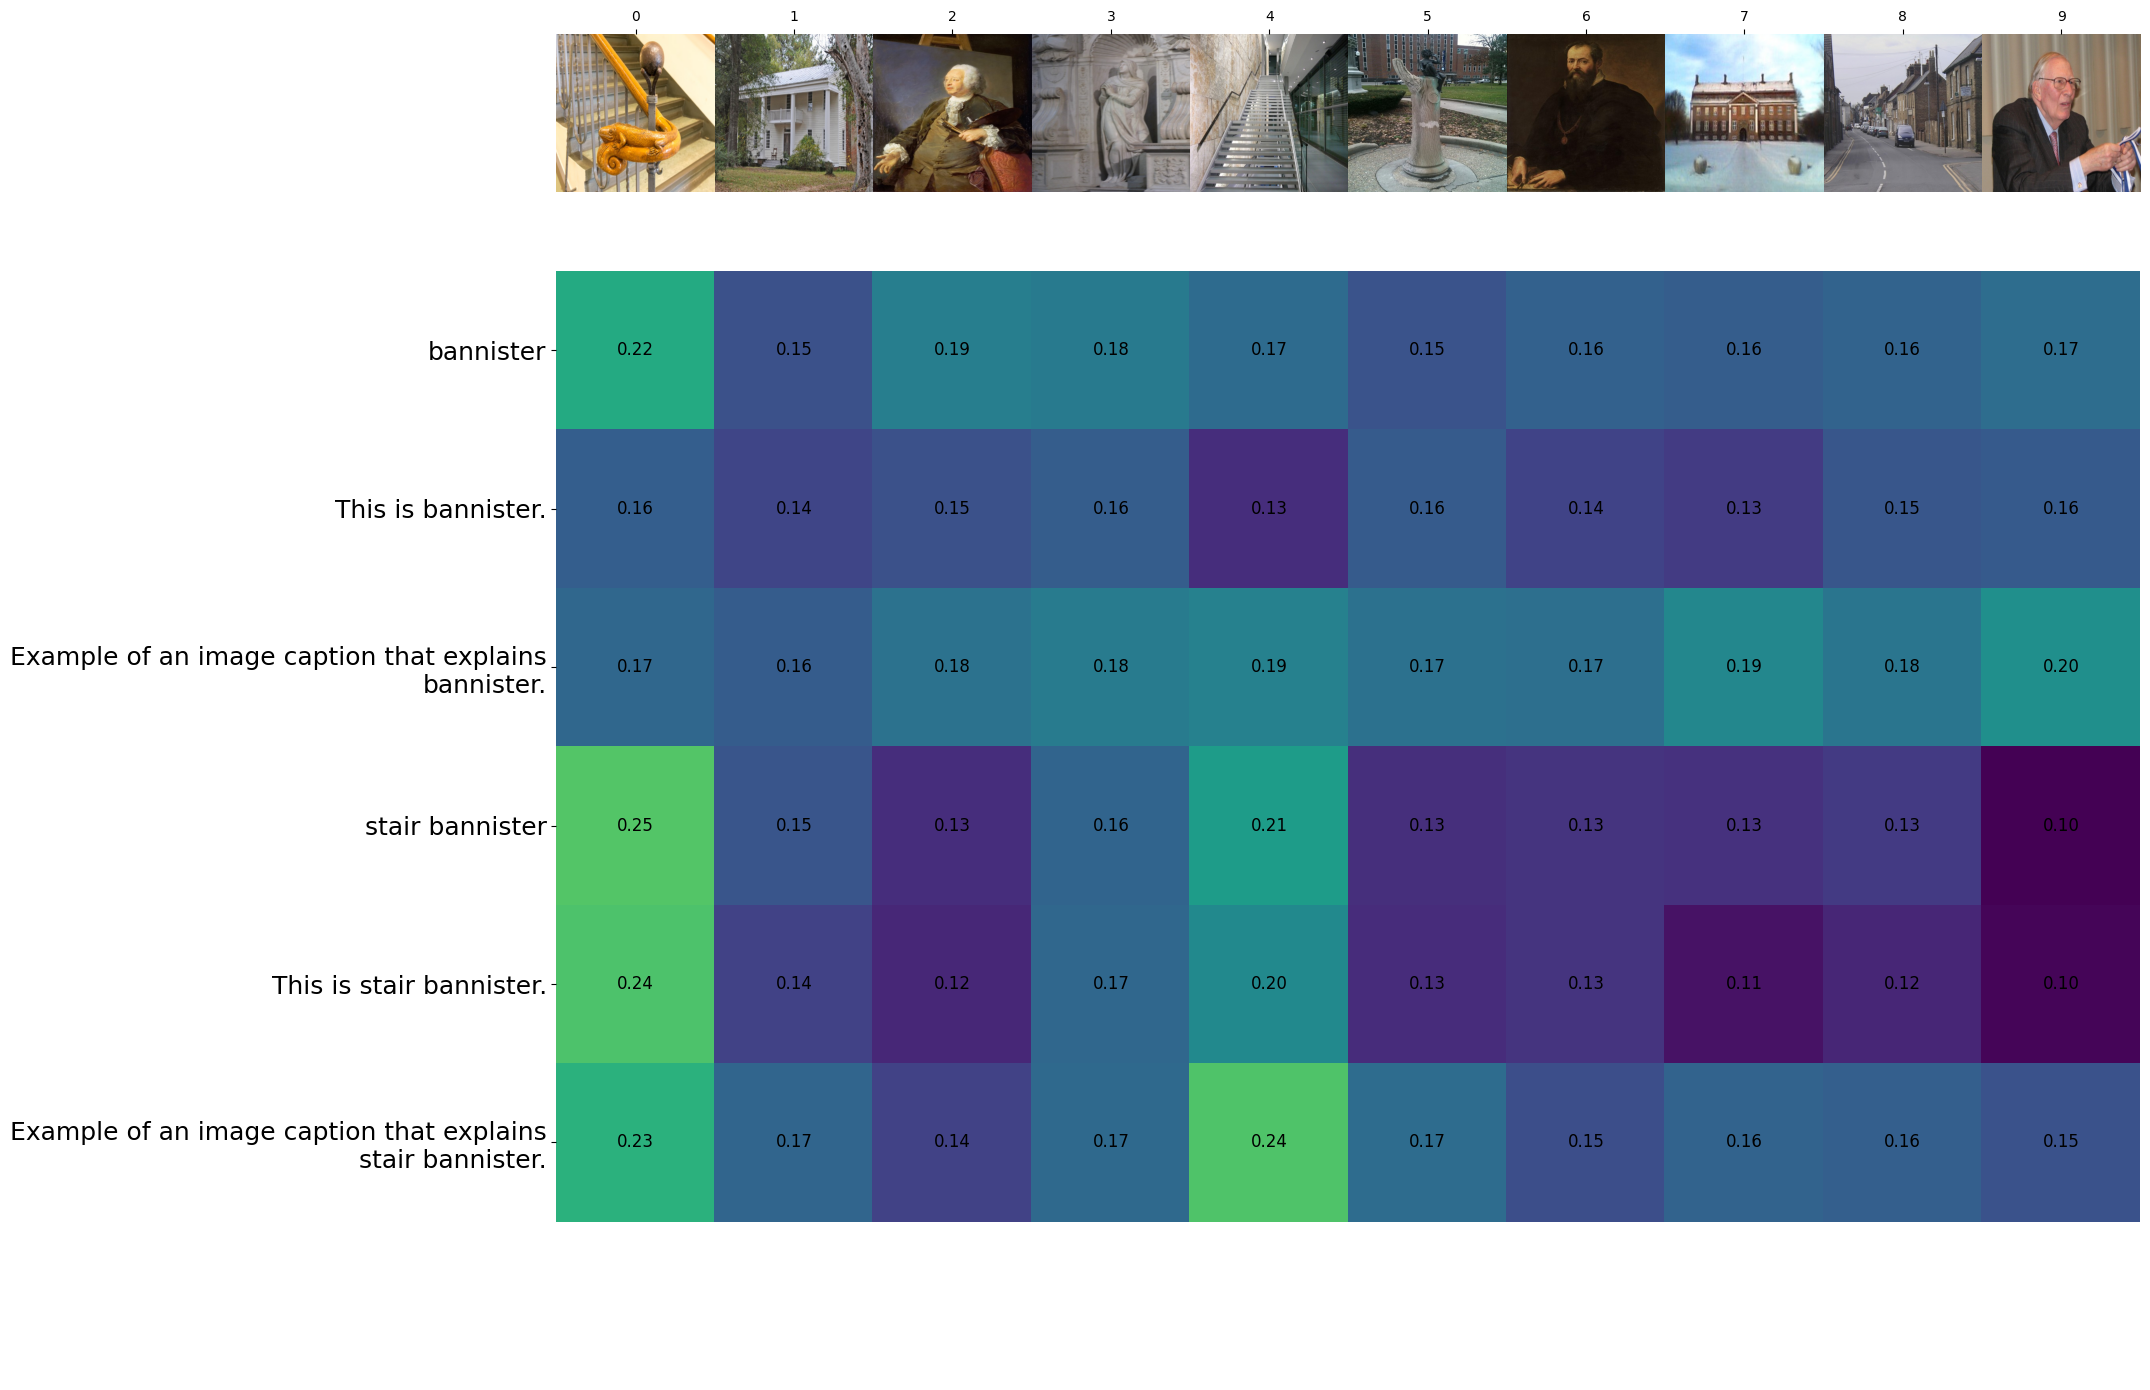 0 1 2 3 4 5 6 7 8 9
bannister 0.22 0.15 0.19 0.18 0.17 0.15 0.16 0.16 0.16 0.17
This is bannister. 0.16 0.14 0.15 0.16 0.13 0.16 0.14 0.13 0.15 0.16
Example of an image caption that explains
bannister. 0.17 0.16 0.18 0.18 0.19 0.17 0.17 0.19 0.18 0.20
stair bannister 0.25 0.15 0.13 0.16 0.21 0.13 0.13 0.13 0.13 0.10
This is stair bannister. 0.24 0.14 0.12 0.17 0.20 0.13 0.13 0.11 0.12 0.10
Example of an image caption that explains
stair bannister. 0.23 0.17 0.14 0.17 0.24 0.17 0.15 0.16 0.16 0.15